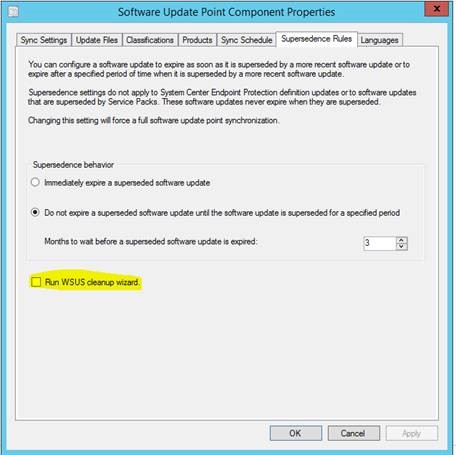 Software Update Point Component Properties
x
Sync Settings Update Files Classifications Products Sync Schedule Supersedence Rules Languages
You can configure a software update to expire as soon as it is superseded by a more recent software update or to
expire after a specified period of time when it is superseded by a more recent software update.
Supersedence settings do not apply to System Center Endpoint Protection definition updates or to software updates
that are superseded by Service Packs. These software updates never expire when they are superseded.
Changing this setting will force a full software update point synchronization.
Supersedence behavior
Immediately expire a superseded software update
Do not expire a superseded software update until the software update is superseded for a specified period
Months to wait before a superseded software update is expired: 3
Run WSUS cleanup wizard.
OK Cancel Apply